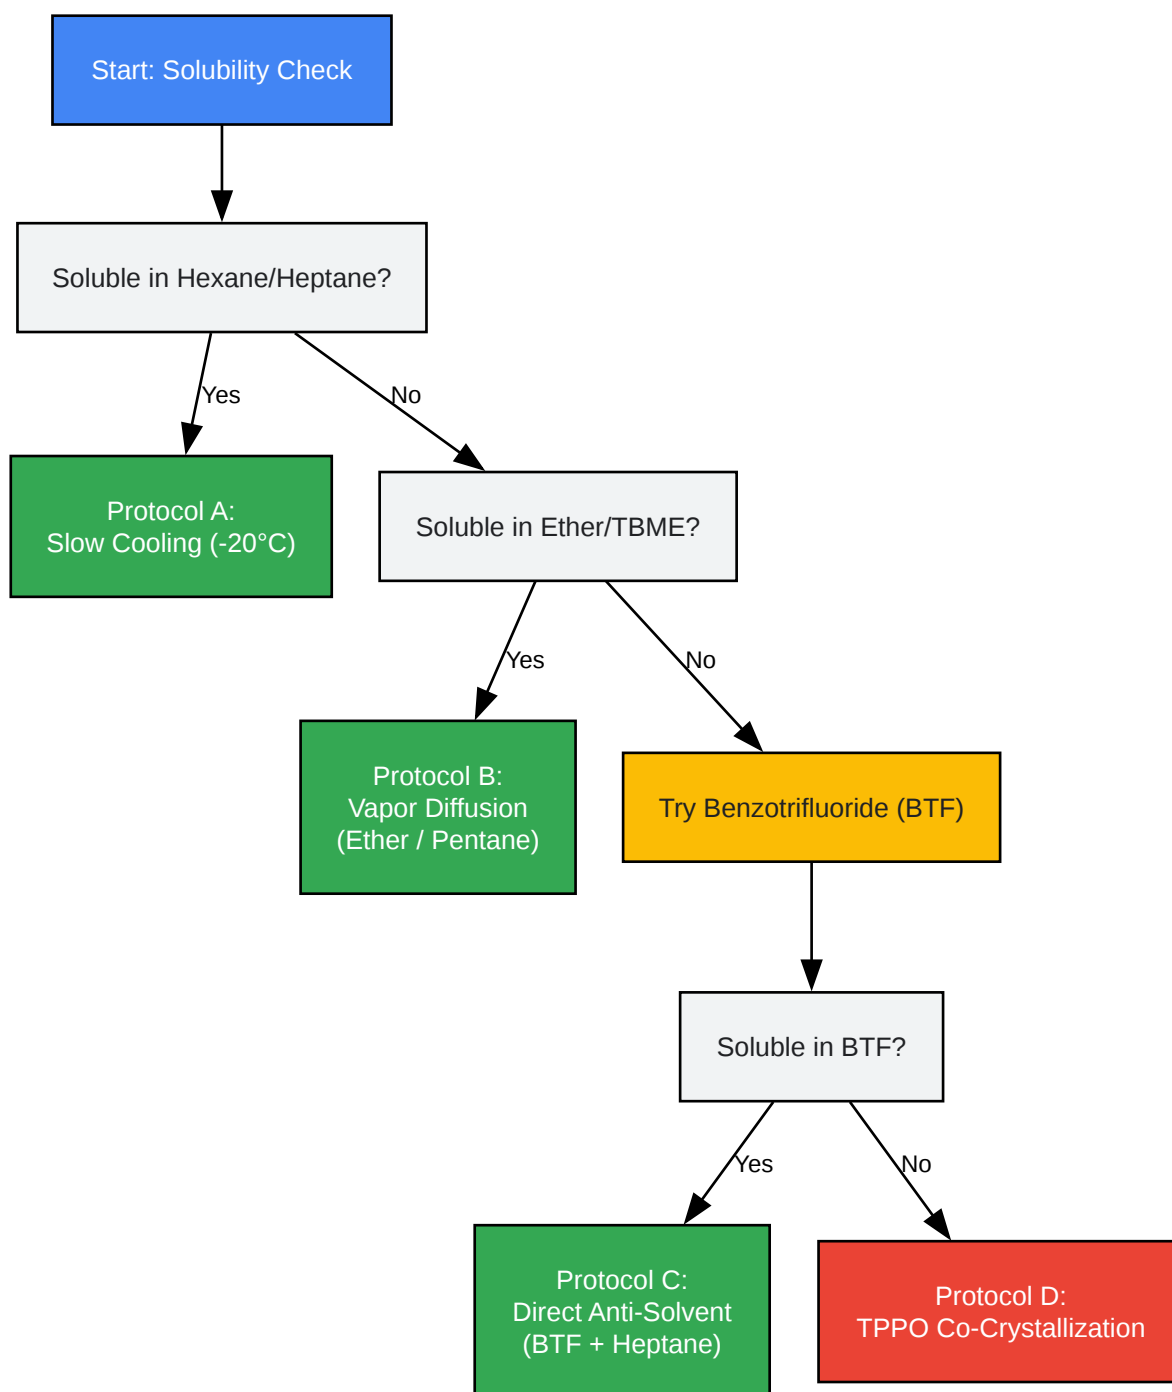 Start: Solubility Check
Soluble in Hexane/Heptane?
Yes
No
Protocol A:
Slow Cooling (-20°C)
Soluble in Ether/TBME?
Yes
No
Protocol B:
Vapor Diffusion
(Ether / Pentane)
Try Benzotrifluoride (BTF)
Soluble in BTF?
Yes
No
Protocol C:
Direct Anti-Solvent
(BTF + Heptane)
Protocol D:
TPPO Co-Crystallization